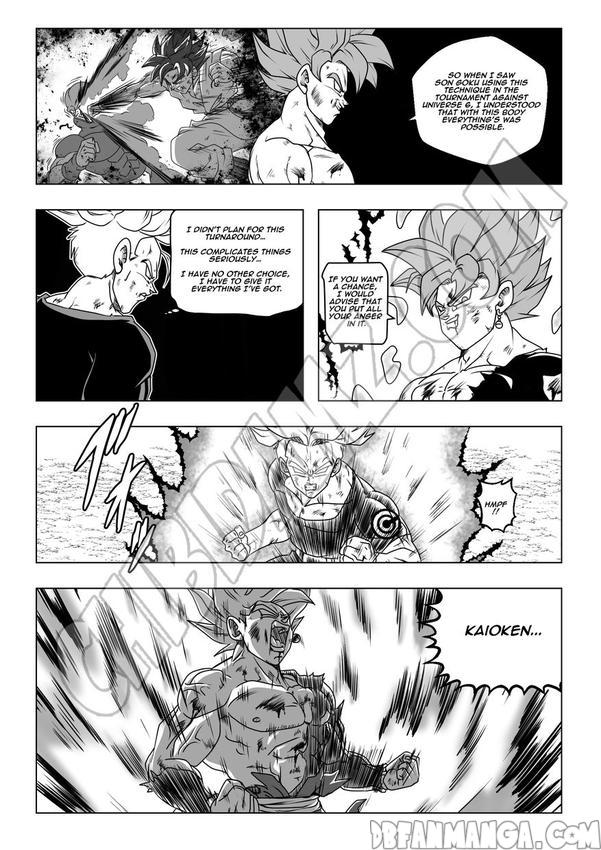 SO WHEN I SAW
SON GOKU USING THIS
TECHNIQUE IN THE
TOURNAMENT AGAINST
UNIVERSE 6, I UNDERSTOOD
THAT WITH THIS BODY
EVERYTHING'S WAS
POSSIBLE.
I DIDN'T PLAN FOR THIS
TURNAROUND...
THIS COMPLICATES THINGS
SERIOUSLY...
I HAVE NO OTHER CHOICE,
I HAVE TO GIVE IT
EVERYTHING I'VE GOT.
IF YOU WANT
A CHANCE,
I WOULD
ADVISE THAT
YOU PUT ALL
YOUR ANGER
IN IT.
HMPF
!!
KAIOKEN...
DBFANMANGA.COM